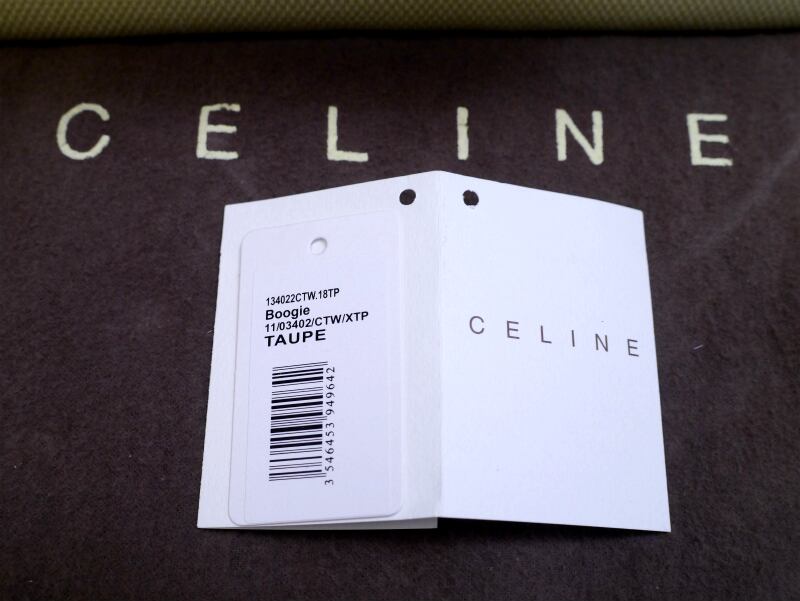 CELINE
134022CTW.18TP
Boogie
11/03402/CTW/XTP
TAUPE
3 546453 949642
CELINE